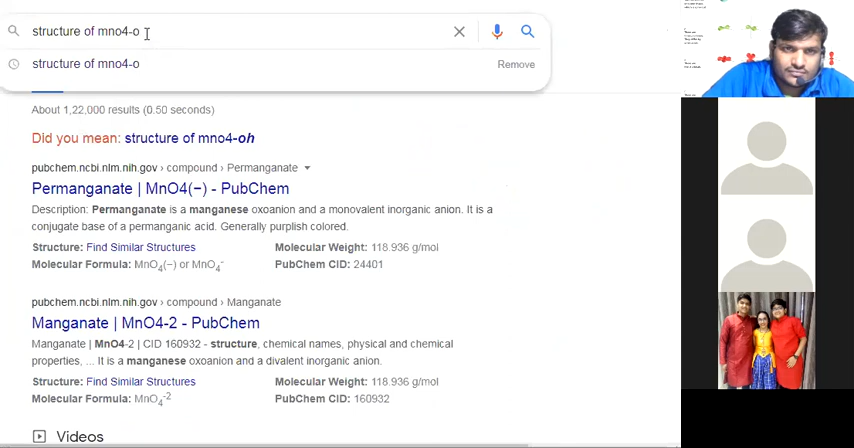 structure of mno4-o
structure of mno4-o Remove
About 1,22,000 results (0.50 seconds)
Did you mean: structure of mno4-oh
pubchem.ncbi.nlm.nih.gov › compound › Permanganate
Permanganate | MnO4(−) - PubChem
Description: Permanganate is a manganese oxoanion and a monovalent inorganic anion. It is a
conjugate base of a permanganic acid. Generally purplish colored.
Structure: Find Similar Structures Molecular Weight: 118.936 g/mol
Molecular Formula: MnO4(−) or MnO4- PubChem CID: 24401
pubchem.ncbi.nlm.nih.gov › compound › Manganate
Manganate | MnO4-2 - PubChem
Manganate | MnO4-2 | CID 160932 - structure, chemical names, physical and chemical
properties, ... It is a manganese oxoanion and a divalent inorganic anion.
Structure: Find Similar Structures Molecular Weight: 118.936 g/mol
Molecular Formula: MnO4-2 PubChem CID: 160932
Videos